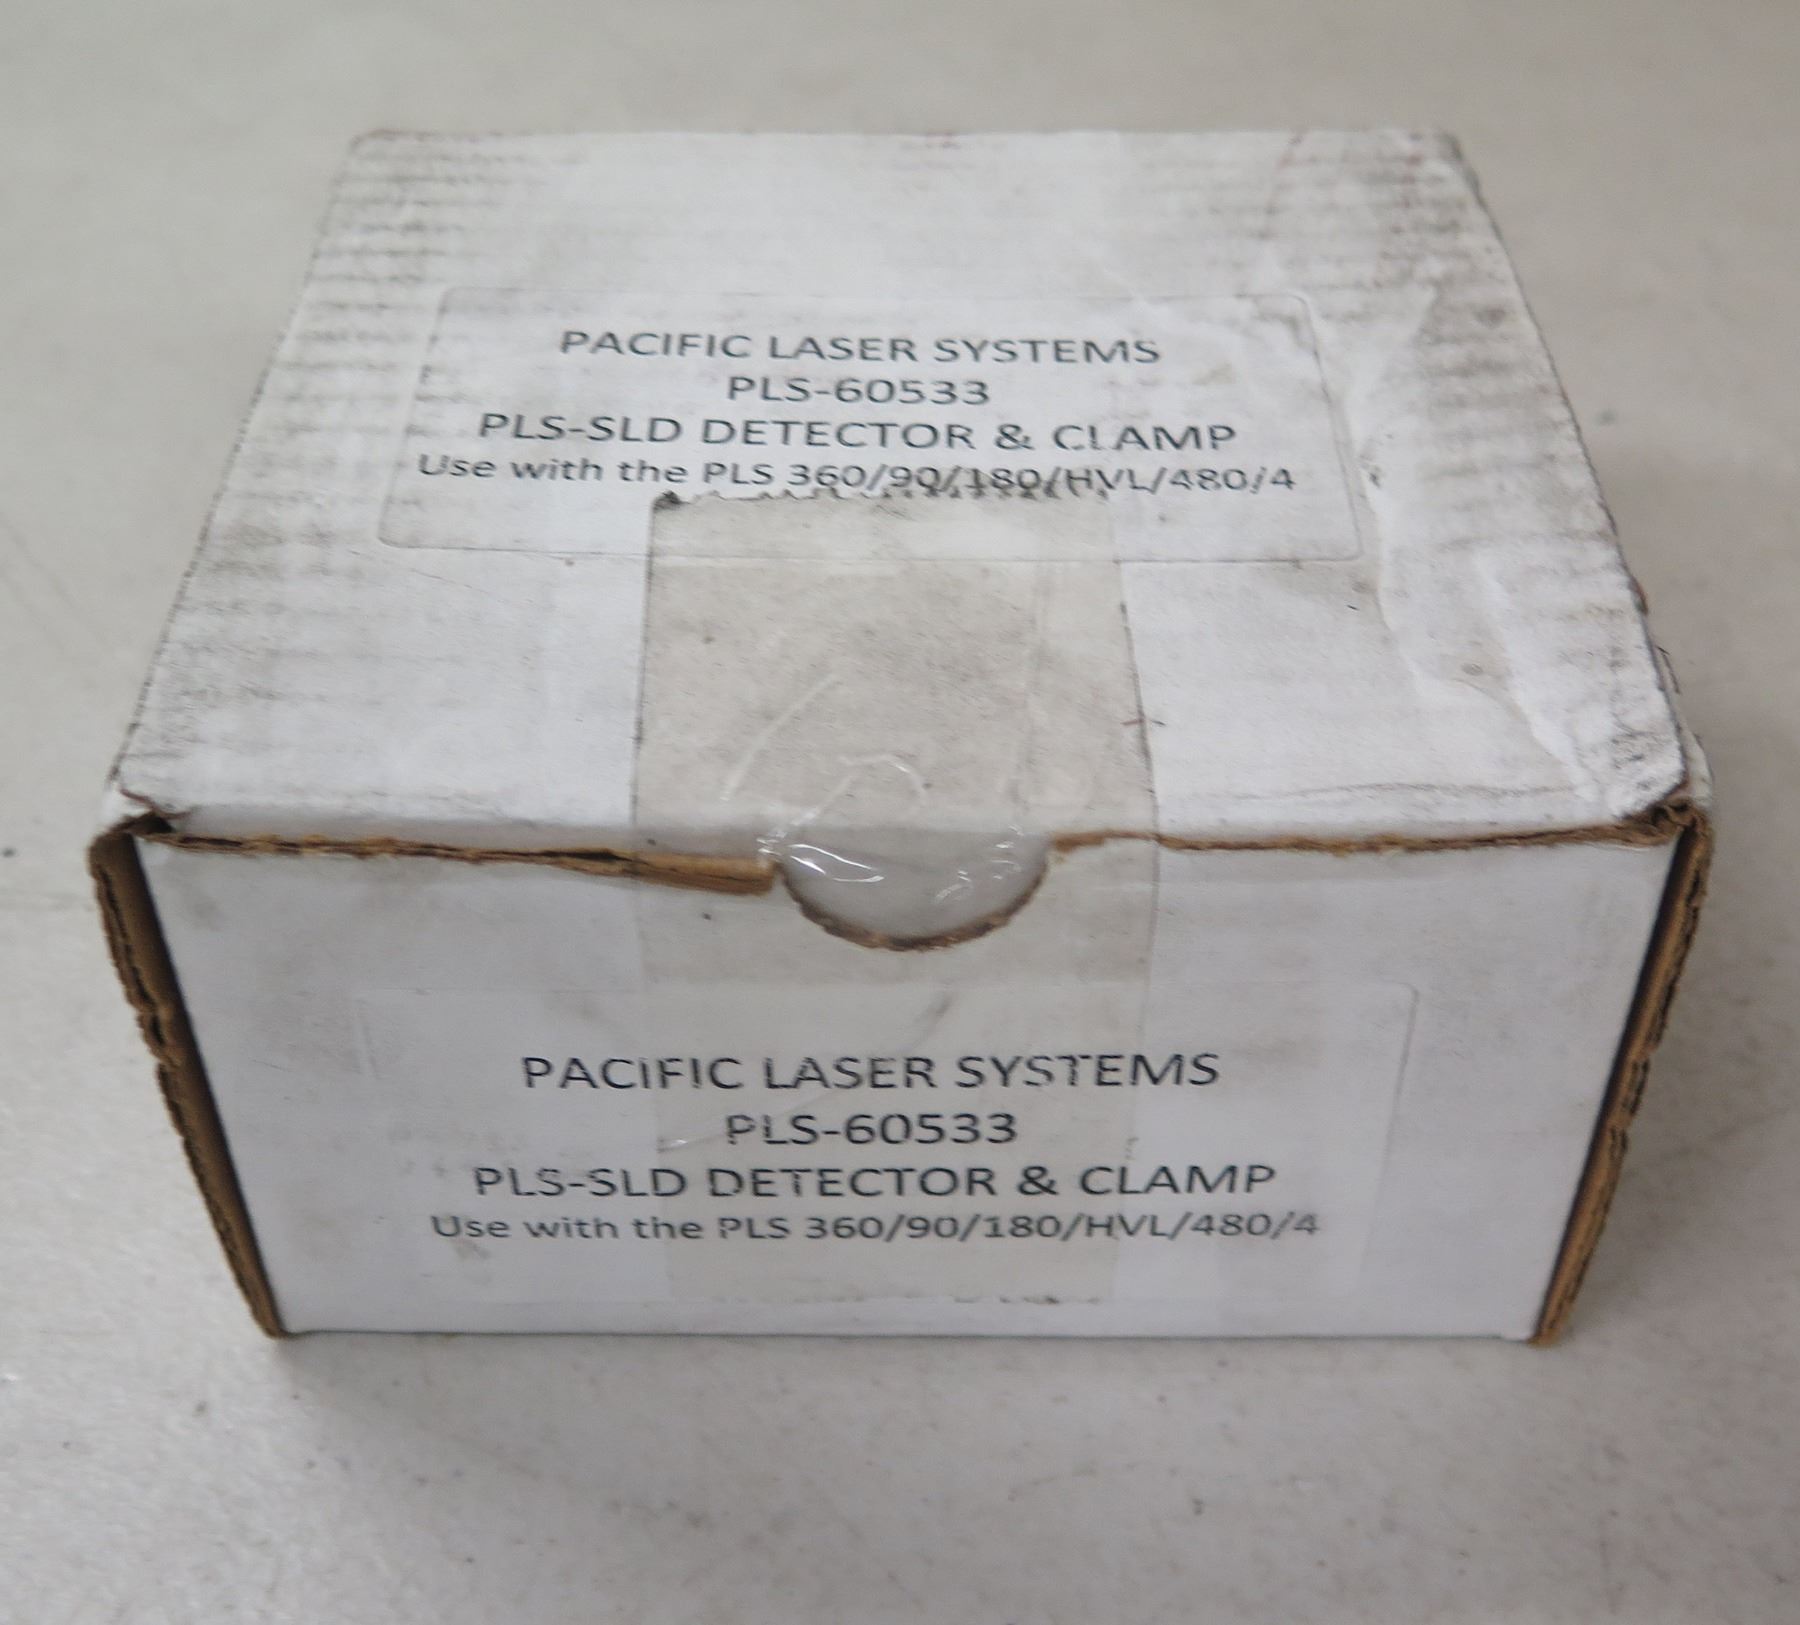 PACIFIC LASER SYSTEMS
PLS-60533
PLS-SLD DETECTOR & CLAMP
Use with the PLS 360/90/180/HVL/480/4
PACIFIC LASER SYSTEMS
PLS-60533
PLS-SLD DETECTOR & CLAMP
Use with the PLS 360/90/180/HVL/480/4